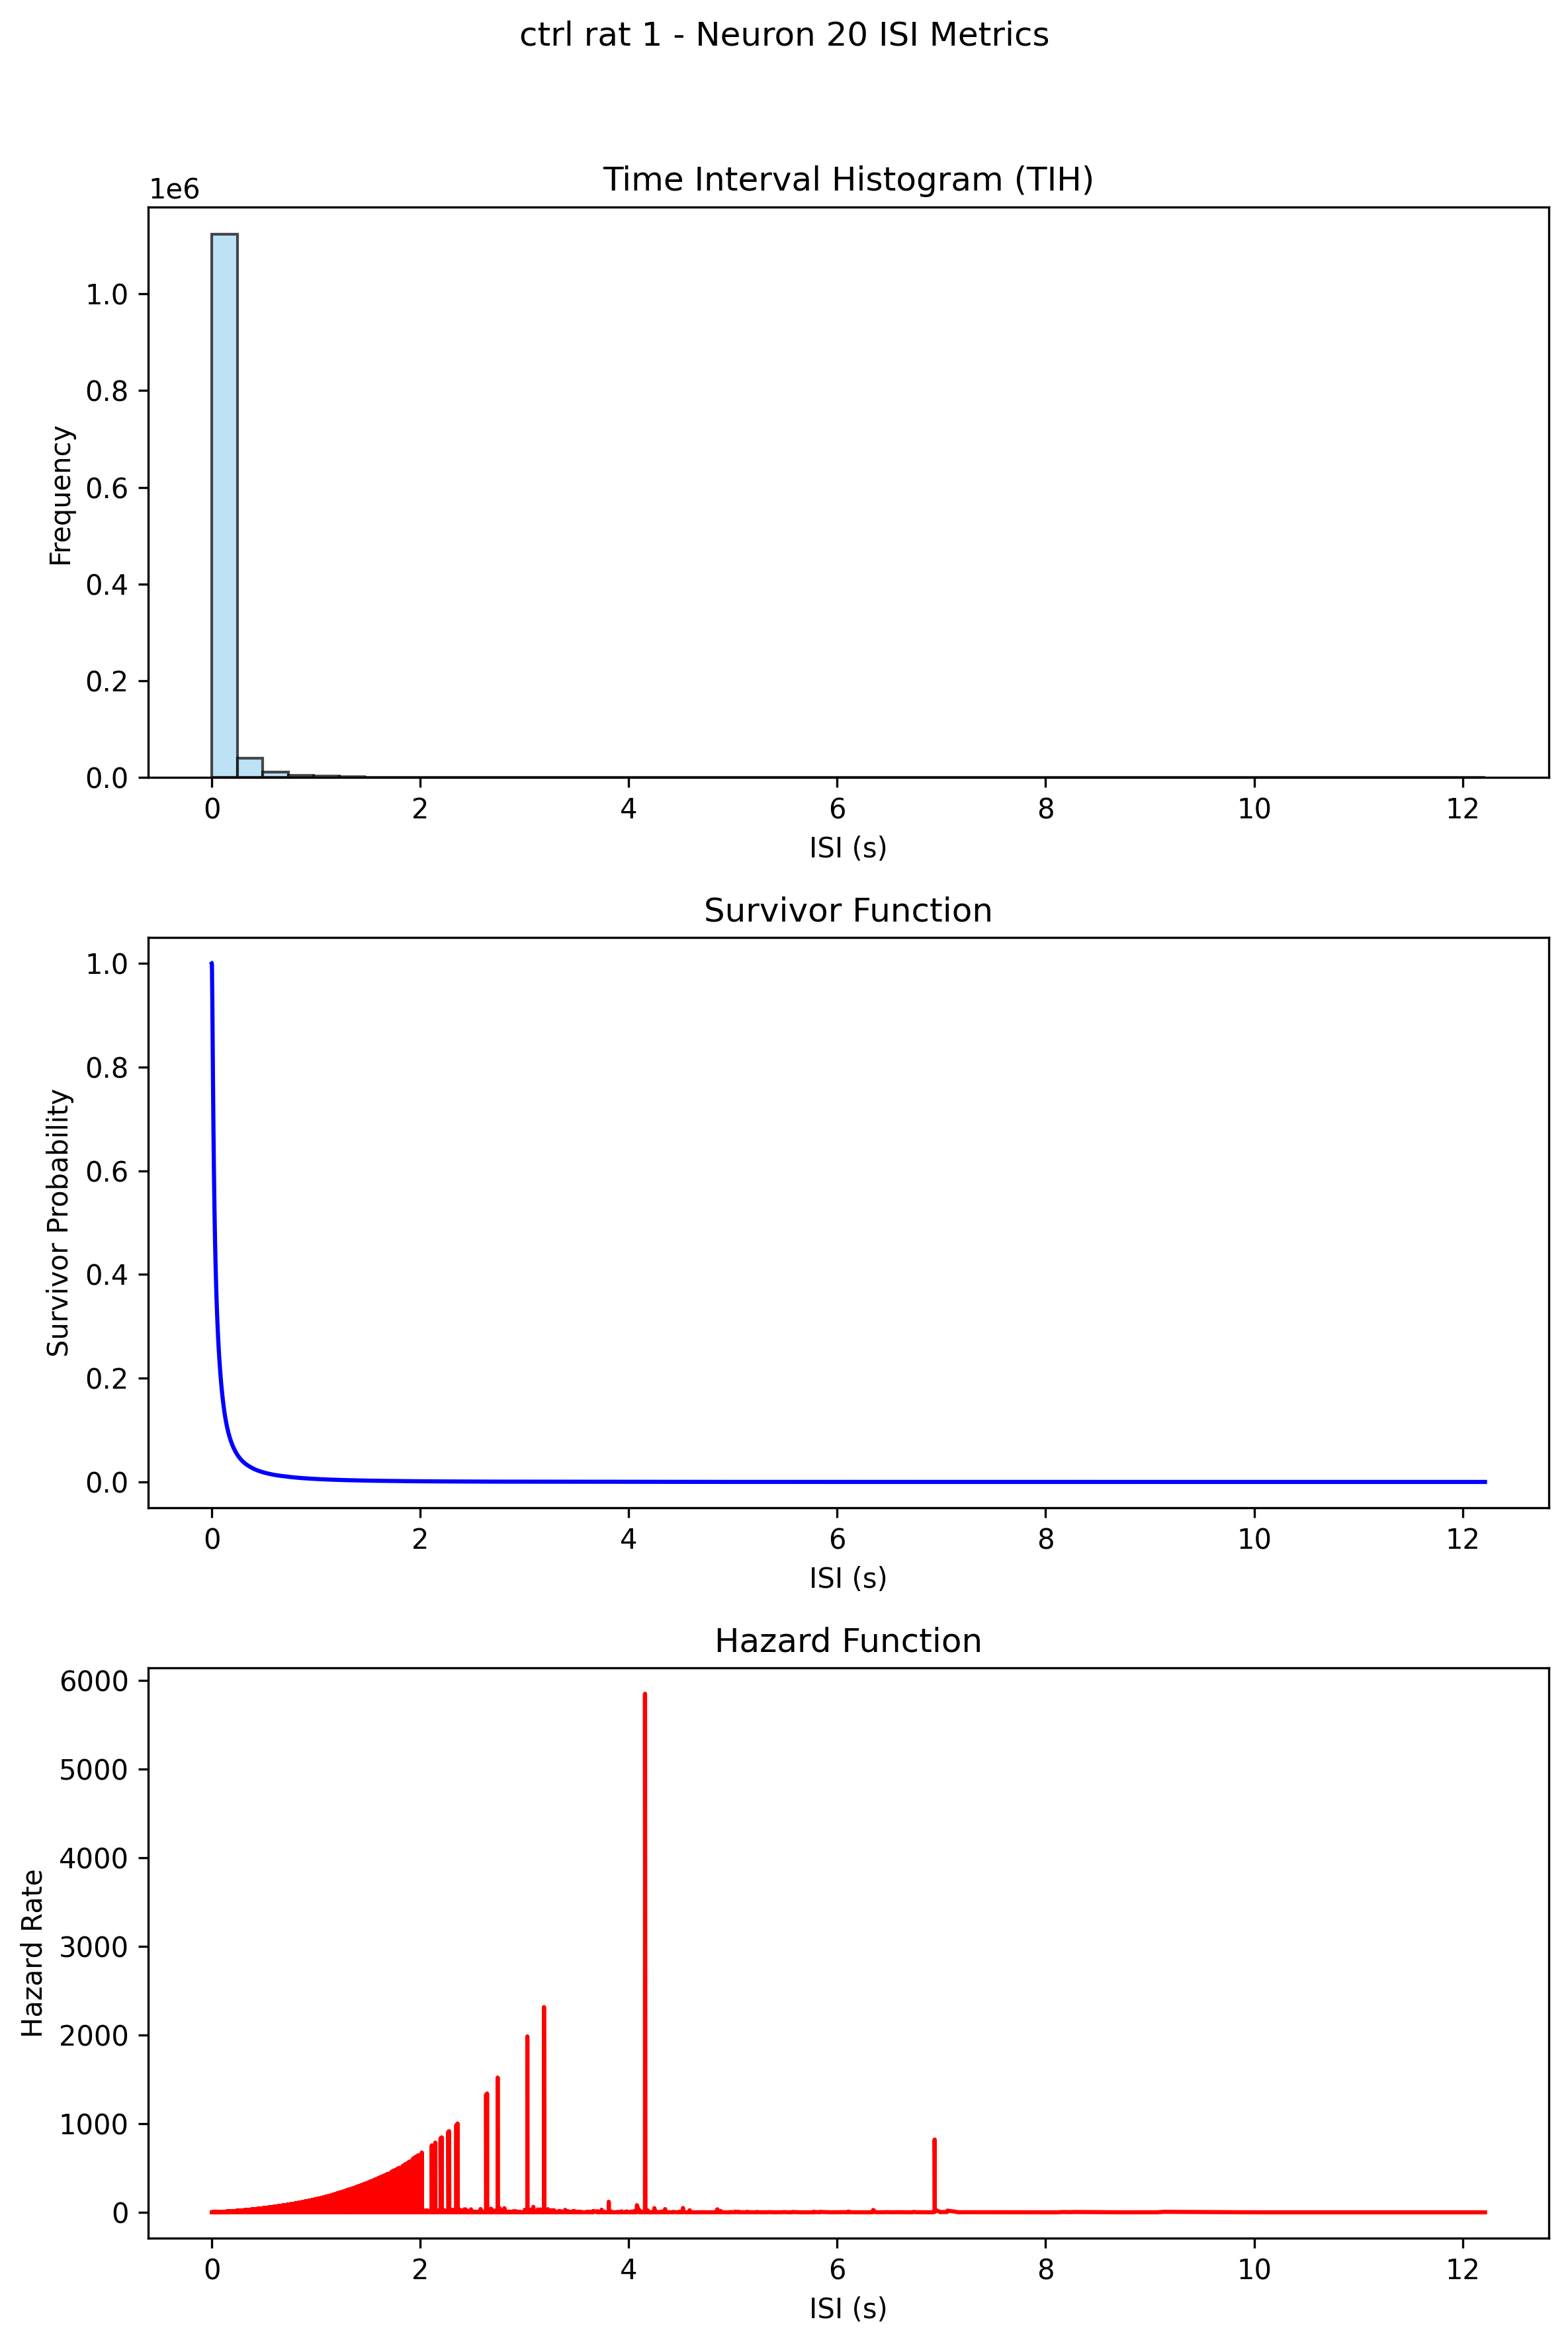 ctrl rat 1 - Neuron 20 ISI Metrics
Time Interval Histogram (TIH)
1e6
1.0
0.8
0.6
0.4
0.2
0.0
Frequency
0 2 4 6 8 10 12
ISI (s)
Survivor Function
1.0
0.8
0.6
0.4
0.2
0.0
Survivor Probability
0 2 4 6 8 10 12
ISI (s)
Hazard Function
6000
5000
4000
3000
2000
1000
0
Hazard Rate
0 2 4 6 8 10 12
ISI (s)